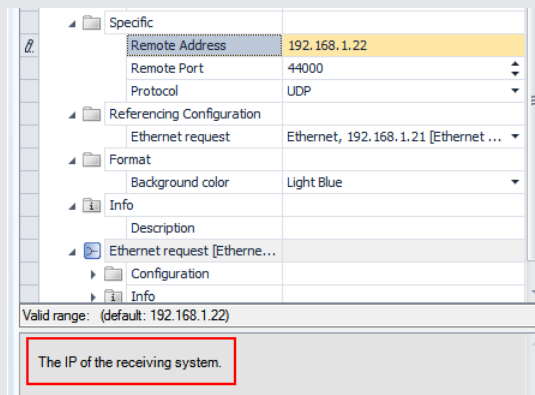 Specific
Remote Address 192.168.1.22
Remote Port 44000
Protocol UDP
Referencing Configuration
Ethernet request Ethernet, 192.168.1.21 [Ethernet ...
Format
Background color Light Blue
Info
Description
Ethernet request [Etherne...
Configuration
Info
Valid range: (default: 192.168.1.22)
The IP of the receiving system.